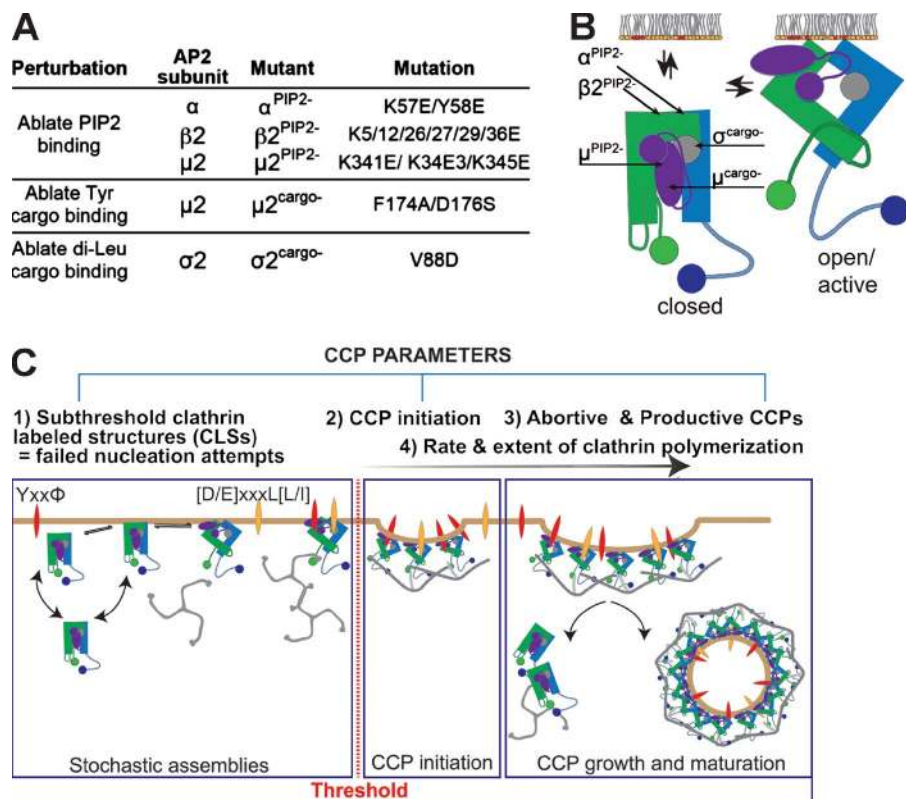 A
Perturbation AP2 subunit Mutant Mutation
Ablate PIP2 binding
α α^PIP2- K57E/Y58E
β2 β2^PIP2- K5/12/26/27/29/36E
μ2 μ2^PIP2- K341E/ K34E3/K345E
Ablate Tyr cargo binding μ2 μ2^cargo- F174A/D176S
Ablate di-Leu cargo binding σ2 σ2^cargo- V88D
B
α^PIP2-
β2^PIP2-
σ^cargo-
μ^PIP2-
μ^cargo-
closed
open/
active
C
CCP PARAMETERS
1) Subthreshold clathrin
labeled structures (CLSs)
= failed nucleation attempts
2) CCP initiation
3) Abortive & Productive CCPs
4) Rate & extent of clathrin polymerization
YxxΦ
[D/E]xxxL[L/I]
Stochastic assemblies
CCP initiation
CCP growth and maturation
Threshold